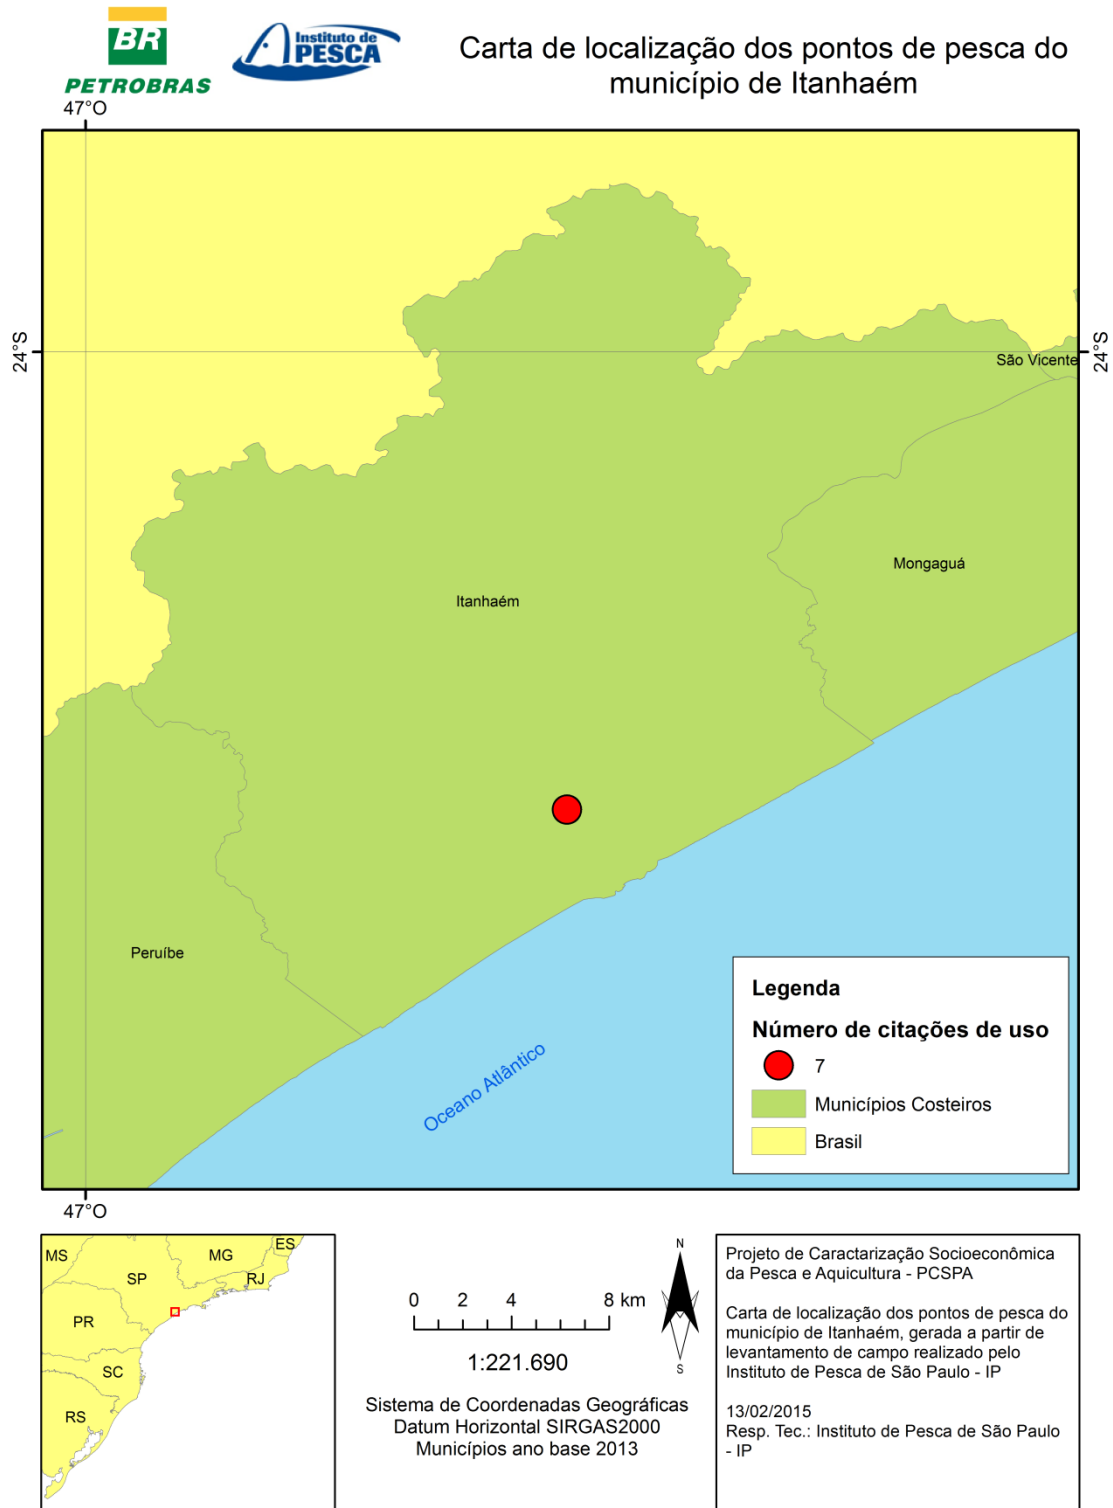 BR
PETROBRAS
Instituto de
PESCA
Carta de localização dos pontos de pesca do
município de Itanhaém
47°O
24°S
24°S
São Vicente
Mongaguá
Itanhaém
Peruíbe
Oceano Atlântico
Legenda
Número de citações de uso
7
Municípios Costeiros
Brasil
47°O
MS
MG
ES
SP
RJ
PR
SC
RS
0 2 4 8 km
1:221.690
Sistema de Coordenadas Geográficas
Datum Horizontal SIRGAS2000
Municípios ano base 2013
N
S
Projeto de Caractarização Socioeconômica
da Pesca e Aquicultura - PCSPA
Carta de localização dos pontos de pesca do
município de Itanhaém, gerada a partir de
levantamento de campo realizado pelo
Instituto de Pesca de São Paulo - IP
13/02/2015
Resp. Tec.: Instituto de Pesca de São Paulo
- IP